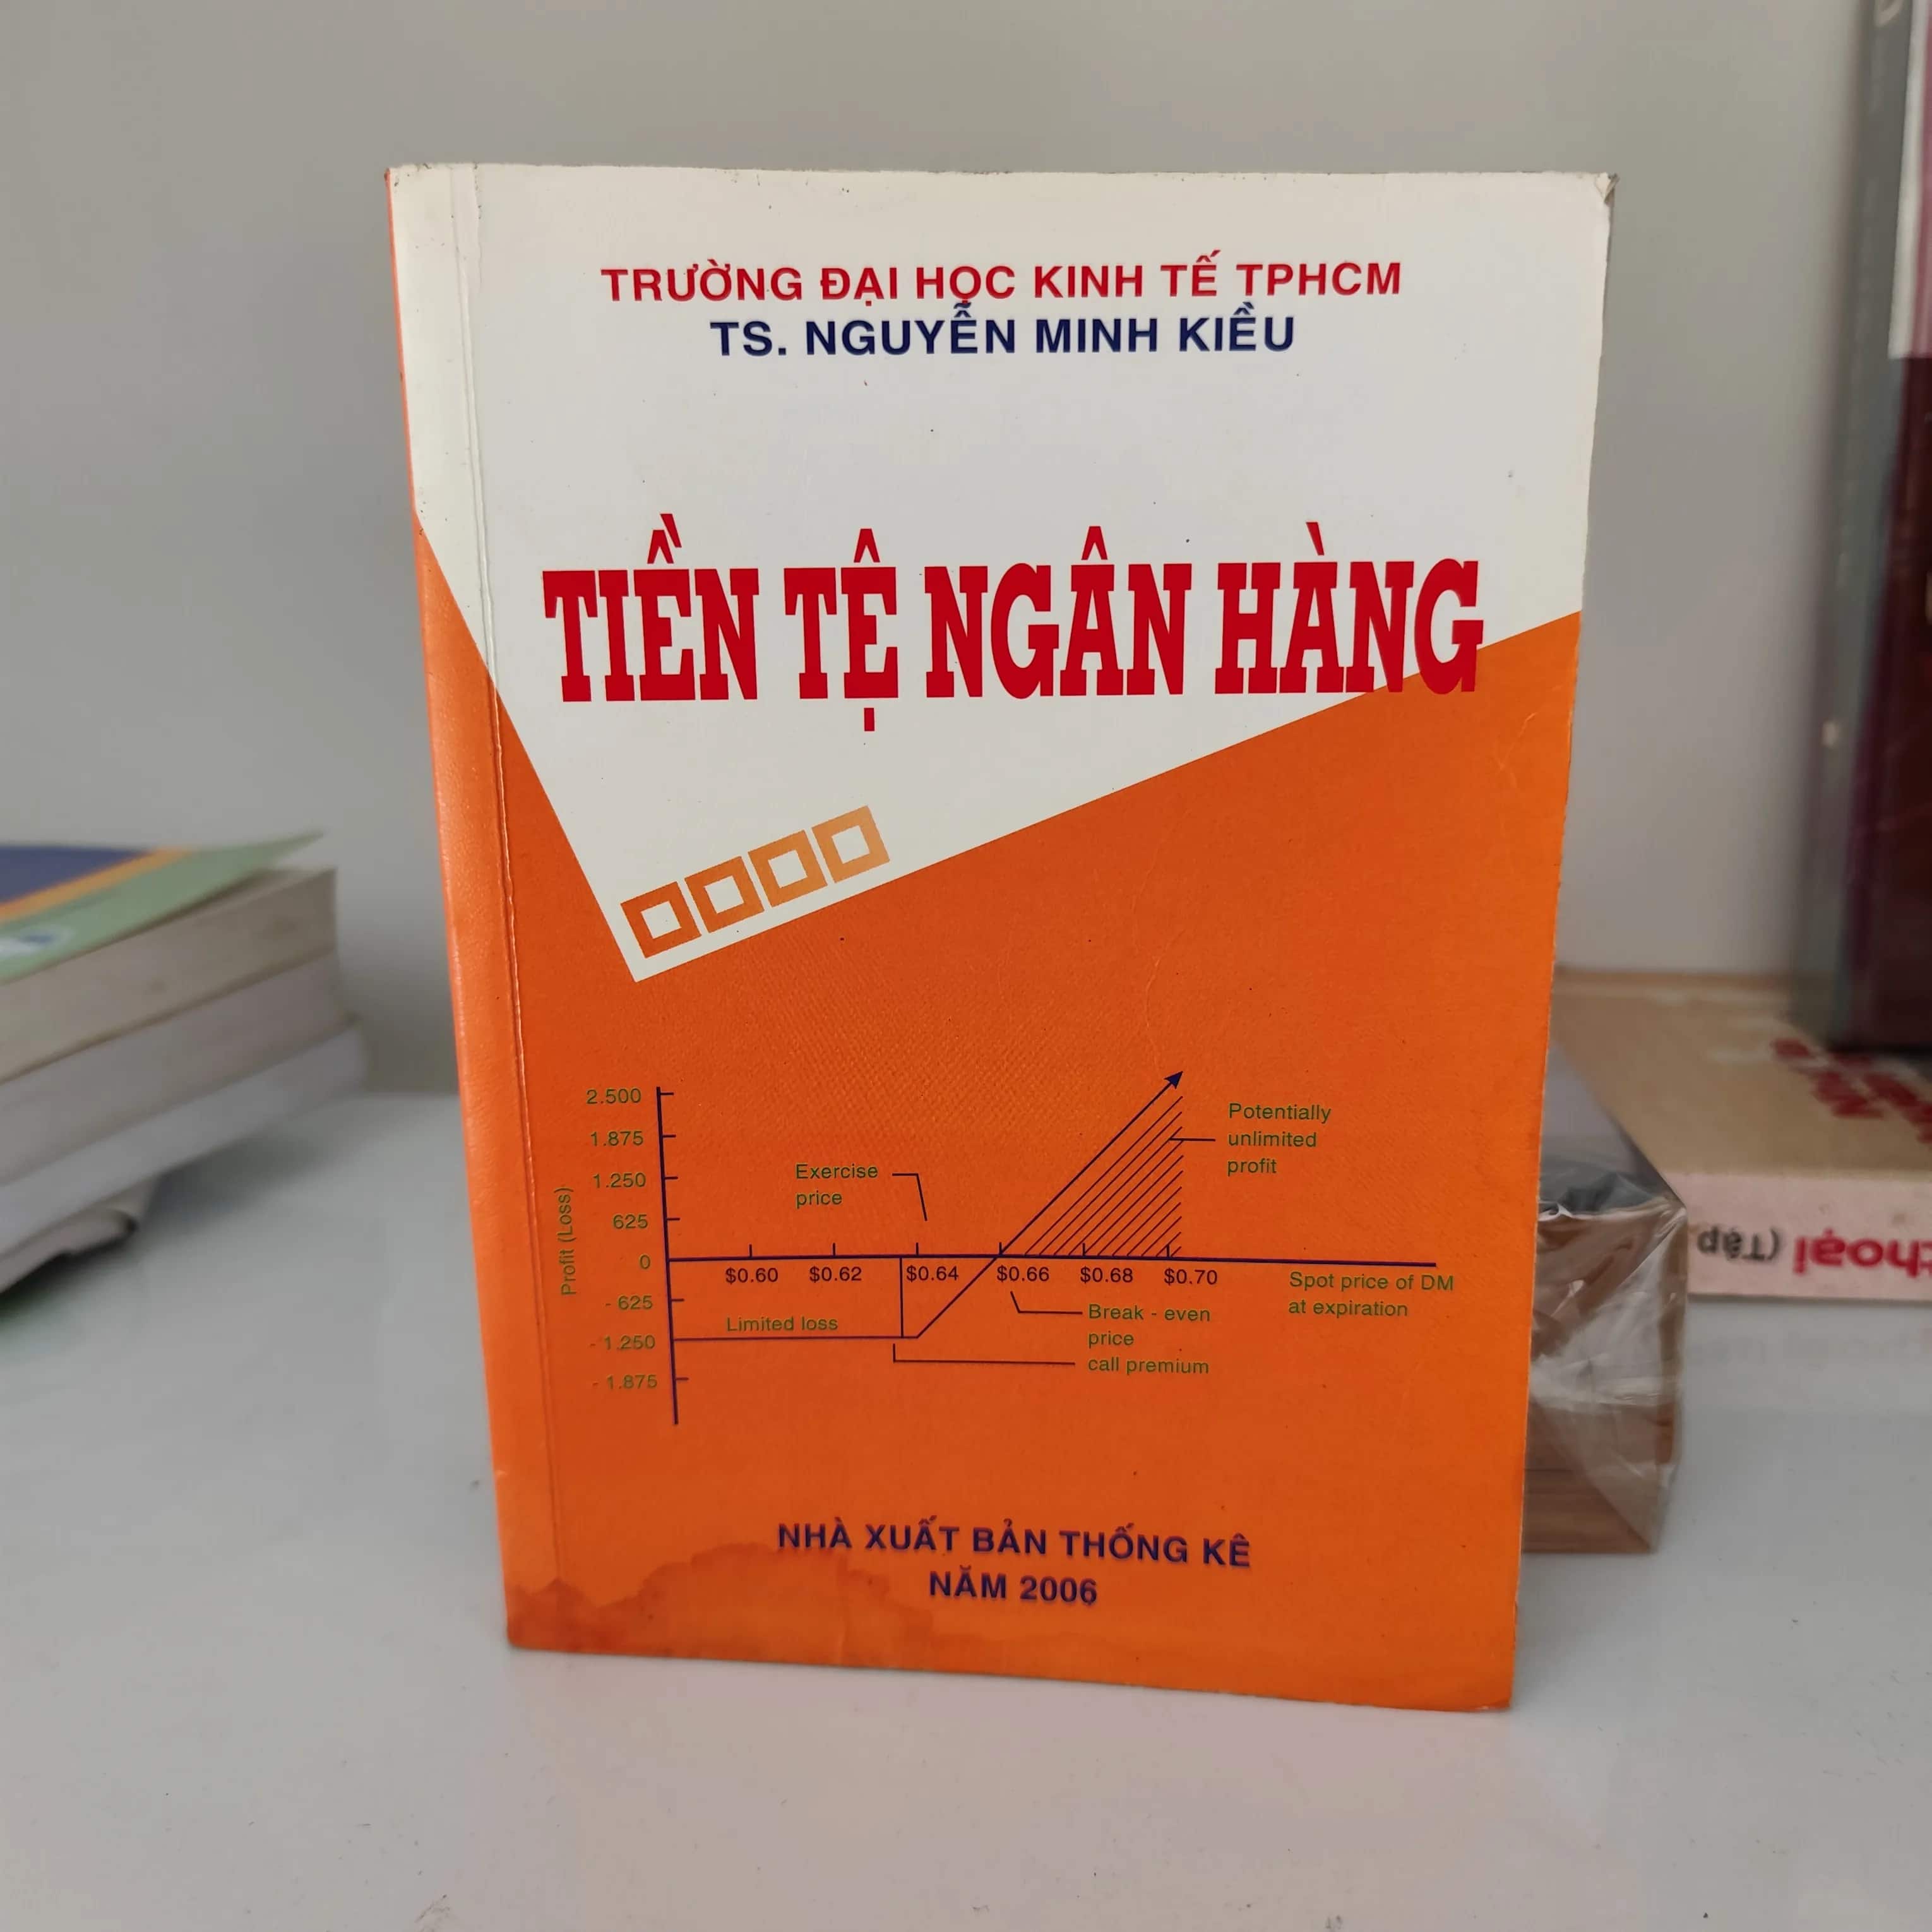 TRƯỜNG ĐẠI HỌC KINH TẾ TPHCM
TS. NGUYỄN MINH KIỀU
TIỀN TỆ NGÂN HÀNG
2.500
1.875
1.250
625
0
- 625
- 1.250
- 1.875
Profit (Loss)
Exercise
price
Potentially
unlimited
profit
$0.60 $0.62 $0.64 $0.66 $0.68 $0.70
Spot price of DM
at expiration
Limited loss
Break - even
price
call premium
NHÀ XUẤT BẢN THỐNG KÊ
NĂM 2006
thoại (Tập